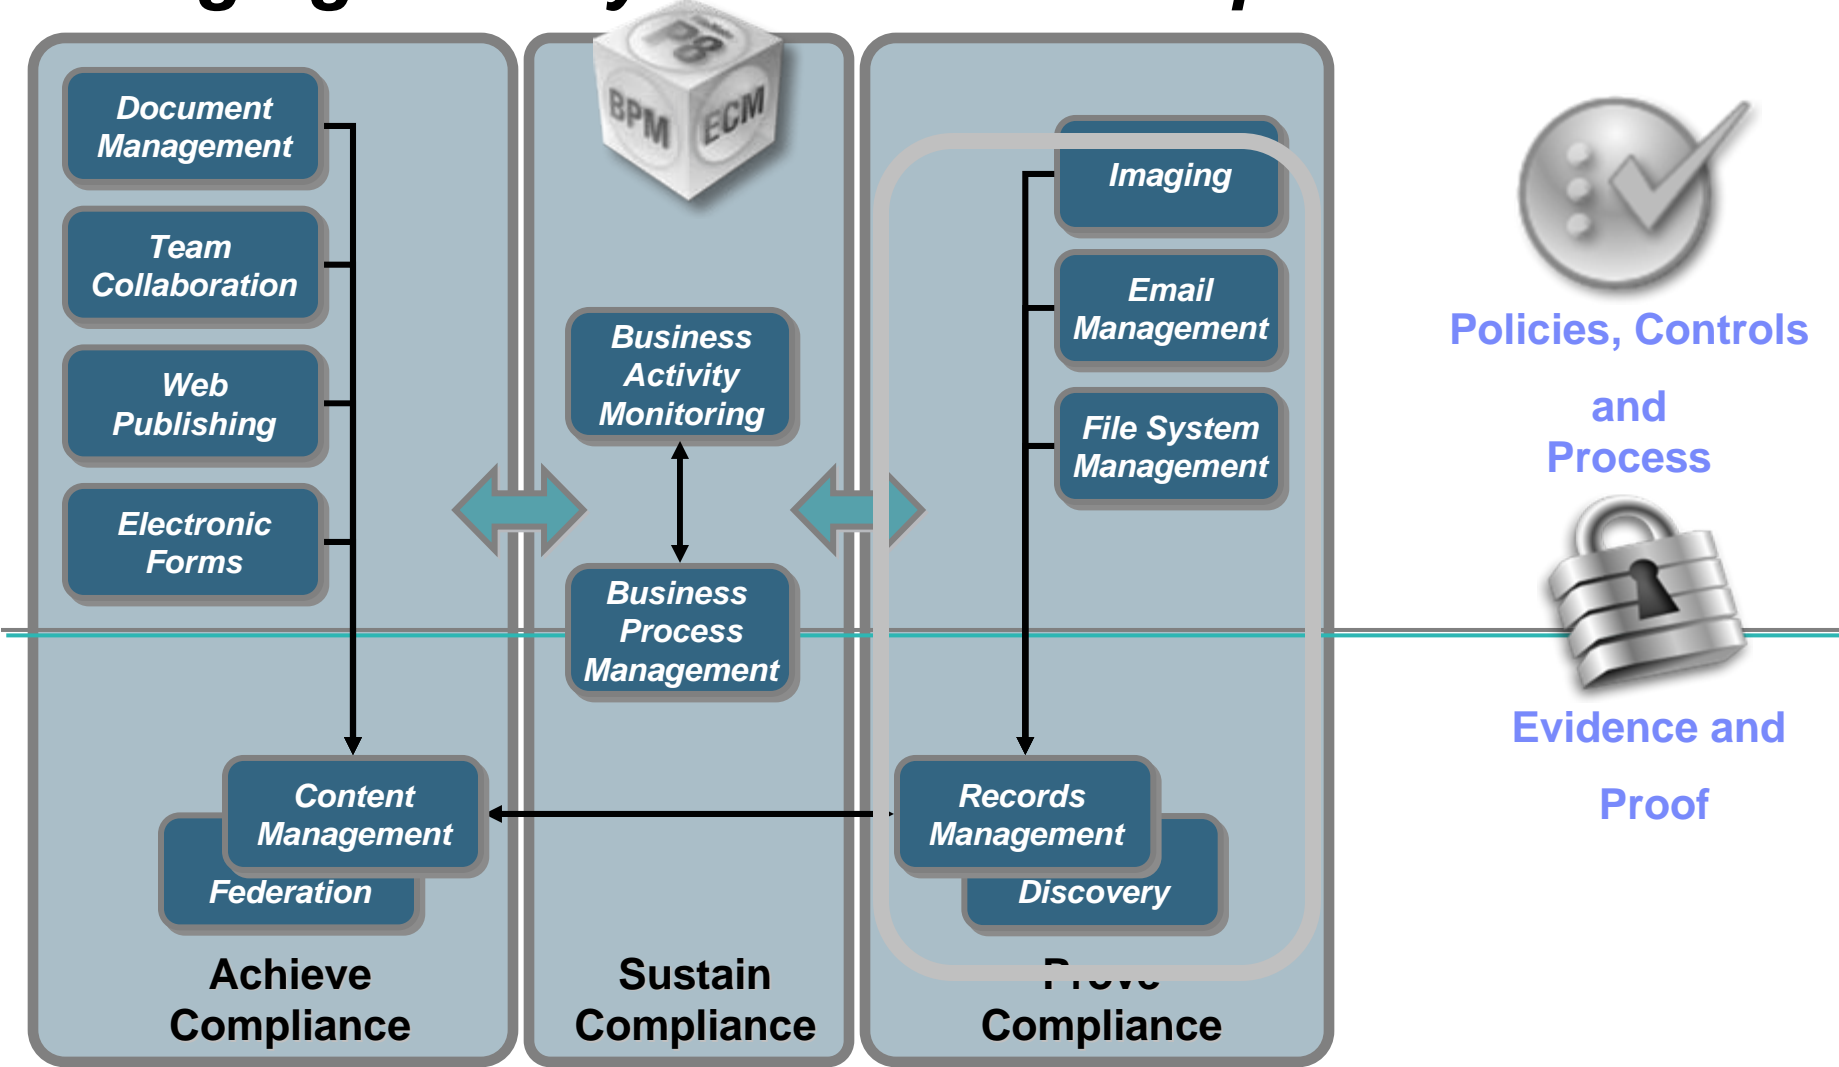 P8
BPM
ECM
Document
Management
Team
Collaboration
Web
Publishing
Electronic
Forms
Content
Management
Federation
Achieve
Compliance
Business
Activity
Monitoring
Business
Process
Management
Sustain
Compliance
Imaging
Email
Management
File System
Management
Records
Management
Discovery
Prove
Compliance
Policies, Controls
and
Process
Evidence and
Proof